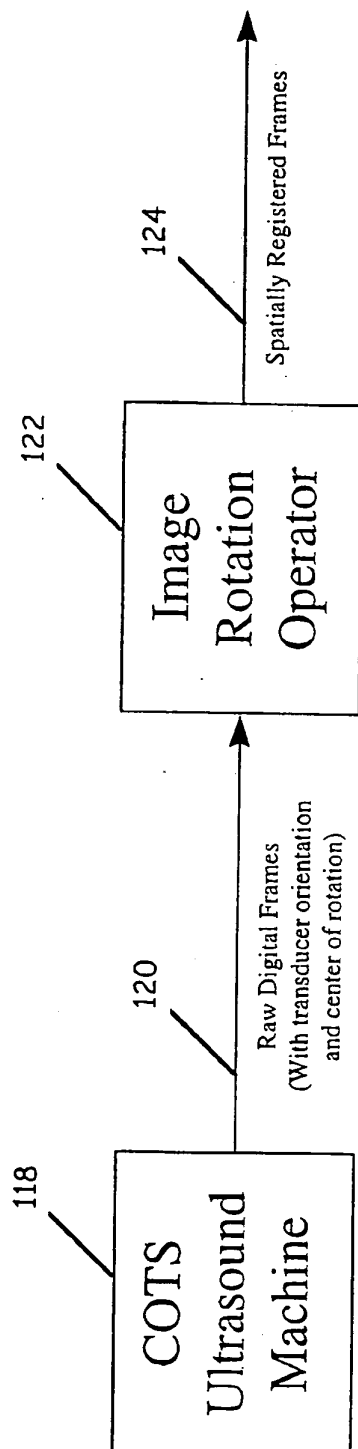 118
COTS
Ultrasound
Machine
120
Raw Digital Frames
(With transducer orientation
and center of rotation)
122
Image
Rotation
Operator
124
Spatially Registered Frames